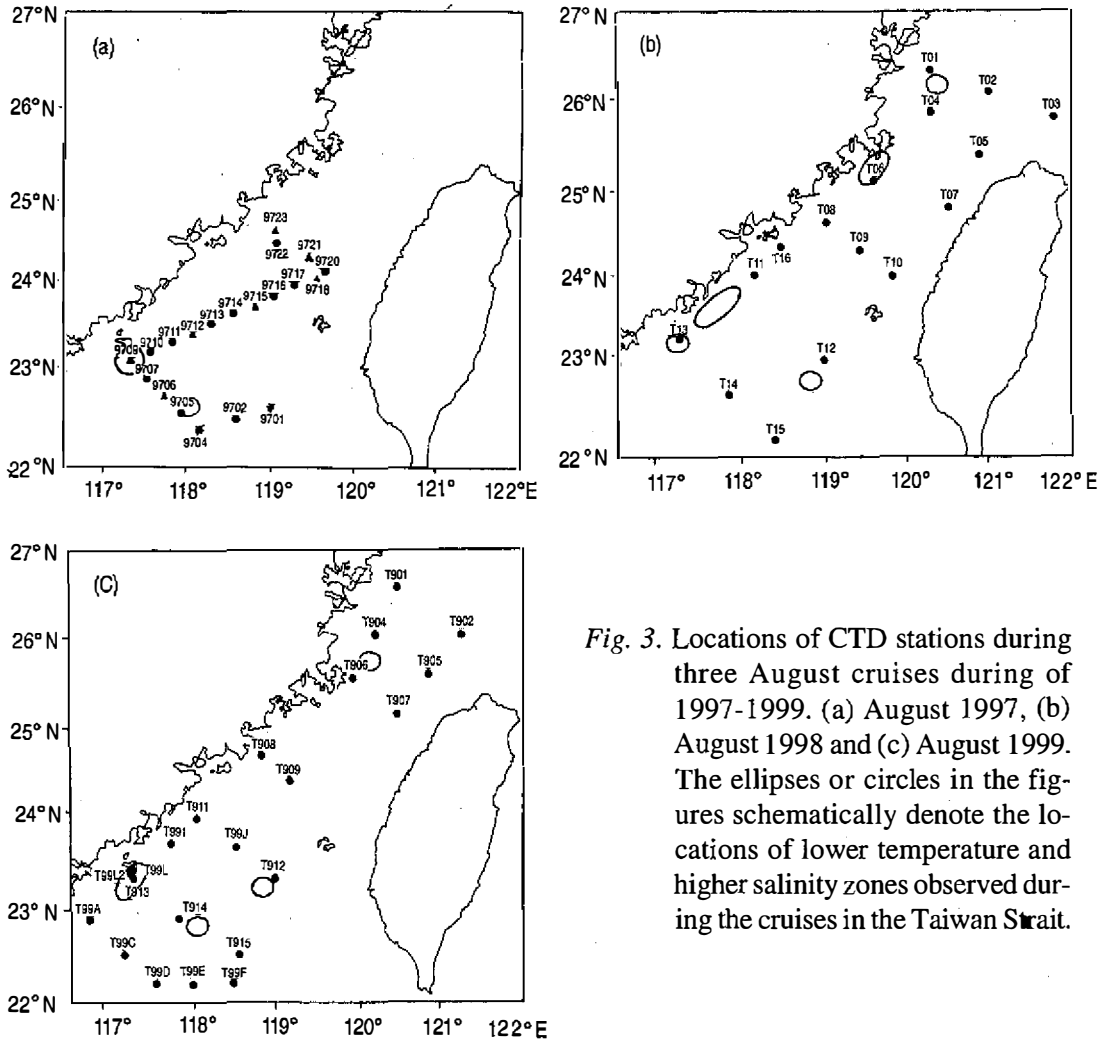 (a)
27°N
26°N
25°N
24°N
23°N
22°N
117° 118° 119° 120° 121° 122°E
9723
9722
9721
9720
9718
9717
9716
9715
9714
9713
9712
9711
9710
9709
9707
9706
9705
9704
9702
9701
(b)
27°N
26°N
25°N
24°N
23°N
22°N
117° 118° 119° 120° 121° 122°E
T01
T02
T03
T04
T05
T06
T07
T08
T09
T10
T11
T16
T13
T12
T14
T15
(C)
27°N
26°N
25°N
24°N
23°N
22°N
117° 118° 119° 120° 121° 122°E
T901
T902
T904
T905
T906
T907
T908
T909
T911
T991
T99J
T912
T99L2
T99L
T913
T99A
T914
T99C
T915
T99D
T99E
T99F
Fig. 3. Locations of CTD stations during
three August cruises during of
1997-1999. (a) August 1997, (b)
August 1998 and (c) August 1999.
The ellipses or circles in the fig-
ures schematically denote the lo-
cations of lower temperature and
higher salinity zones observed dur-
ing the cruises in the Taiwan Strait.